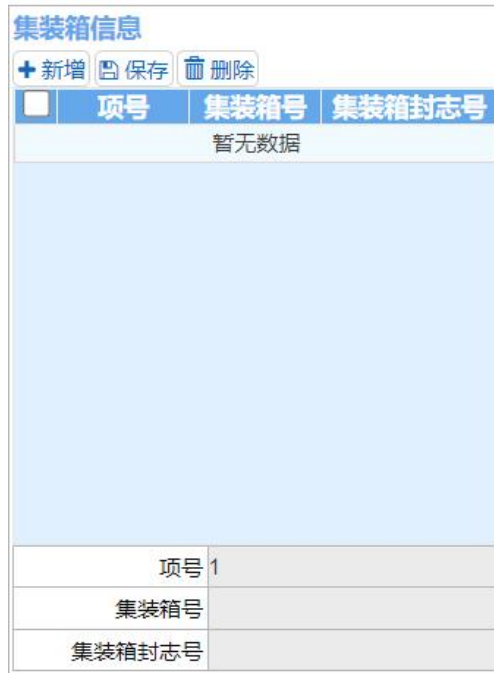 集装箱信息
新增 保存 删除
项号 集装箱号 集装箱封志号
暂无数据
项号 1
集装箱号
集装箱封志号